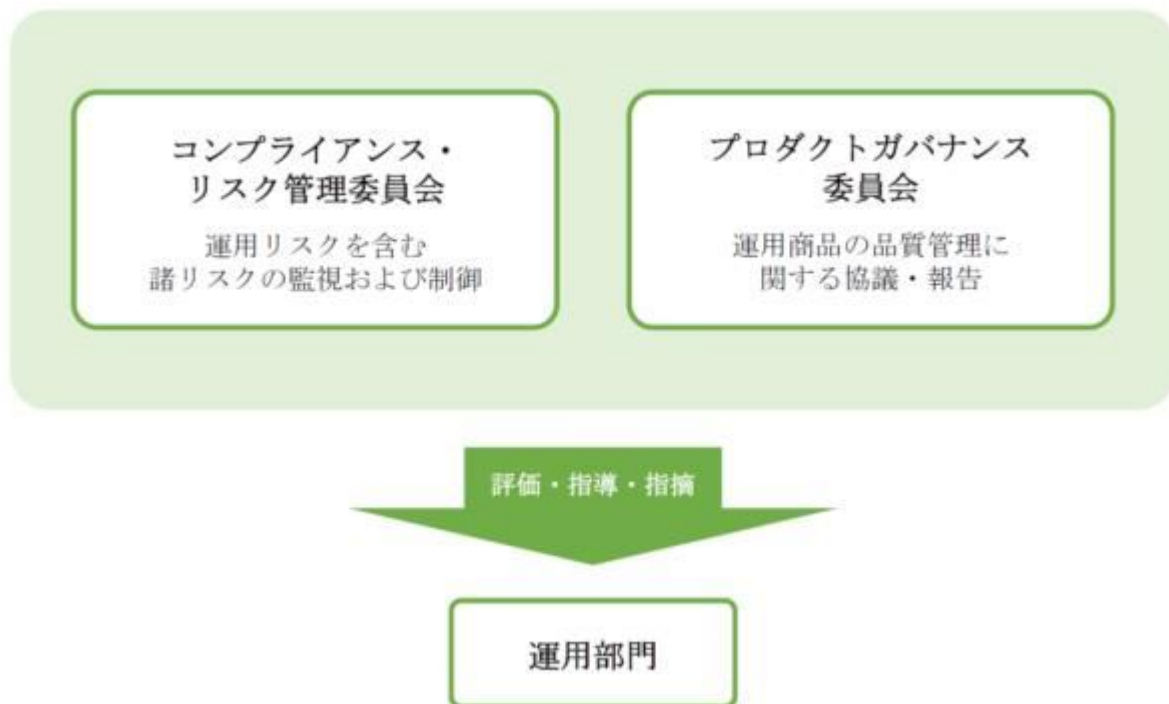 コンプライアンス・
リスク管理委員会
運用リスクを含む
諸リスクの監視および制御
プロダクトガバナンス
委員会
運用商品の品質管理に
関する協議・報告
評価・指導・指摘
運用部門